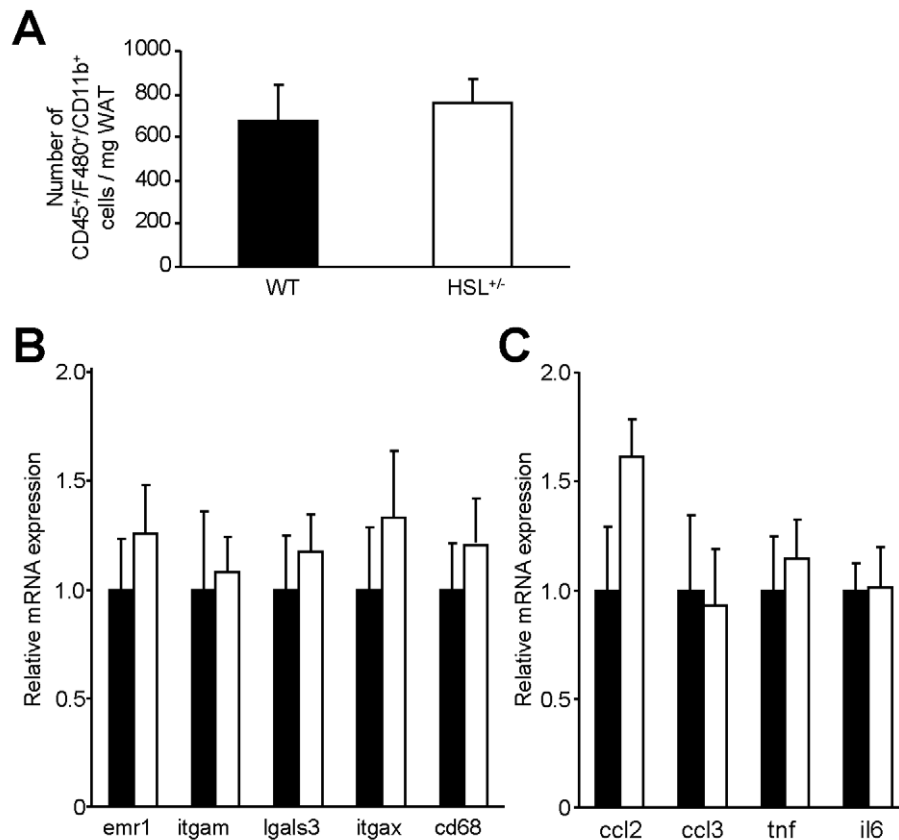 A
Number of
CD45⁺/F480⁺/CD11b⁺
cells / mg WAT
1000
800
600
400
200
0
WT HSL⁺/⁻
B
Relative mRNA expression
2.0
1.5
1.0
0.5
0
emr1 itgam lgals3 itgax cd68
C
Relative mRNA expression
2.0
1.5
1.0
0.5
0
ccl2 ccl3 tnf il6